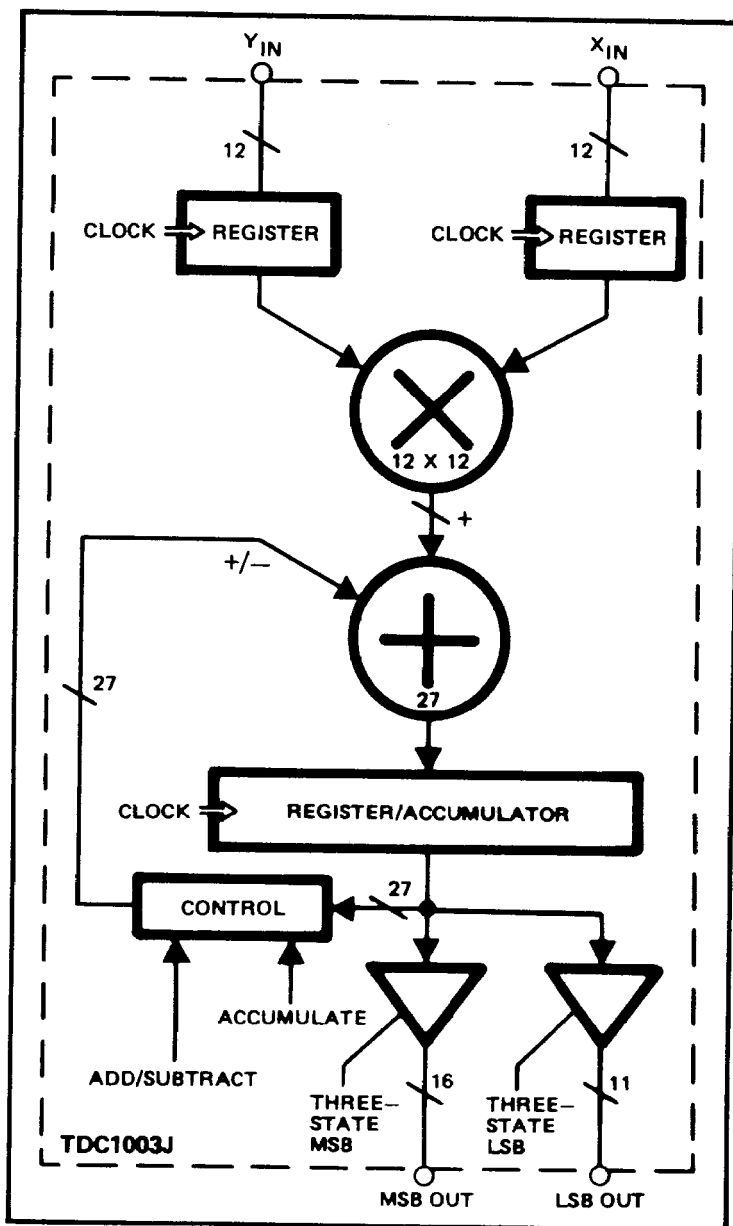 Y_IN X_IN
12 12
CLOCK REGISTER CLOCK REGISTER
12 X 12
+
+/—
27
27
CLOCK REGISTER/ACCUMULATOR
27
CONTROL
ACCUMULATE
ADD/SUBTRACT
16 11
THREE—
STATE
MSB
THREE—
STATE
LSB
TDC1003J
MSB OUT LSB OUT